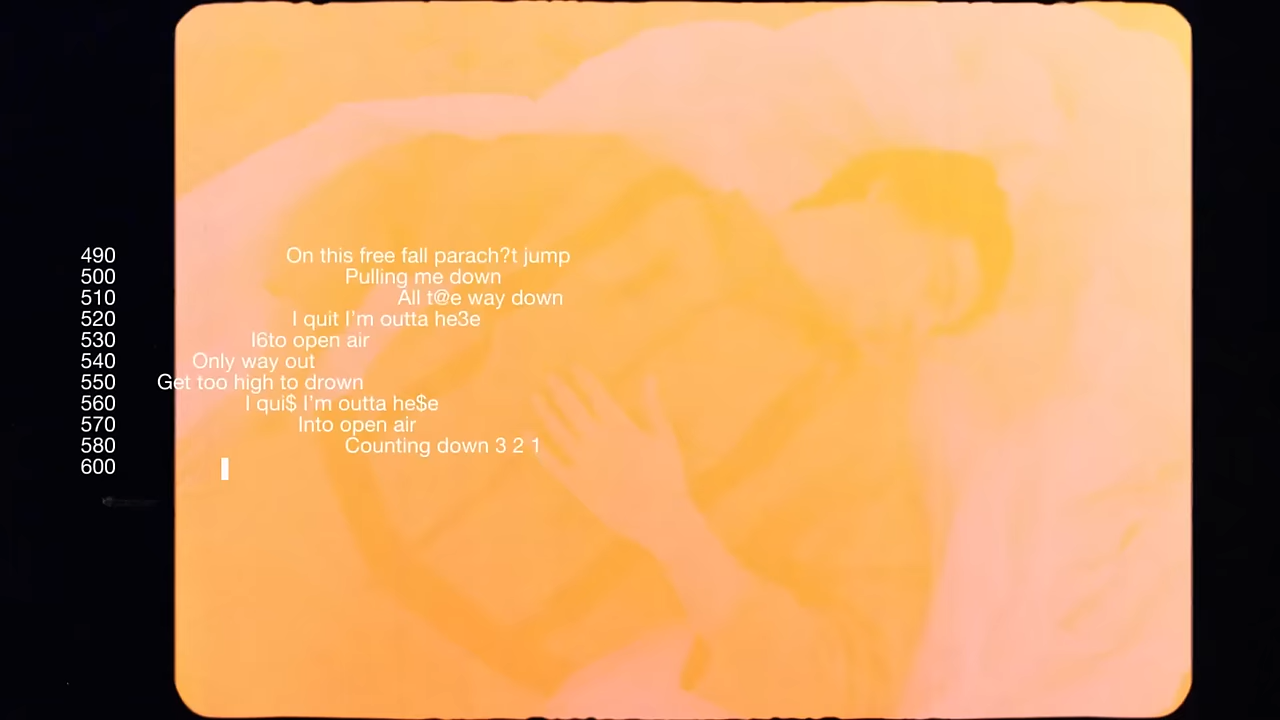 490 On this free fall parach?t jump
500 Pulling me down
510 All t@e way down
520 I quit I’m outta he3e
530 I6to open air
540 Only way out
550 Get too high to drown
560 I qui$ I’m outta he$e
570 Into open air
580 Counting down 3 2 1
600